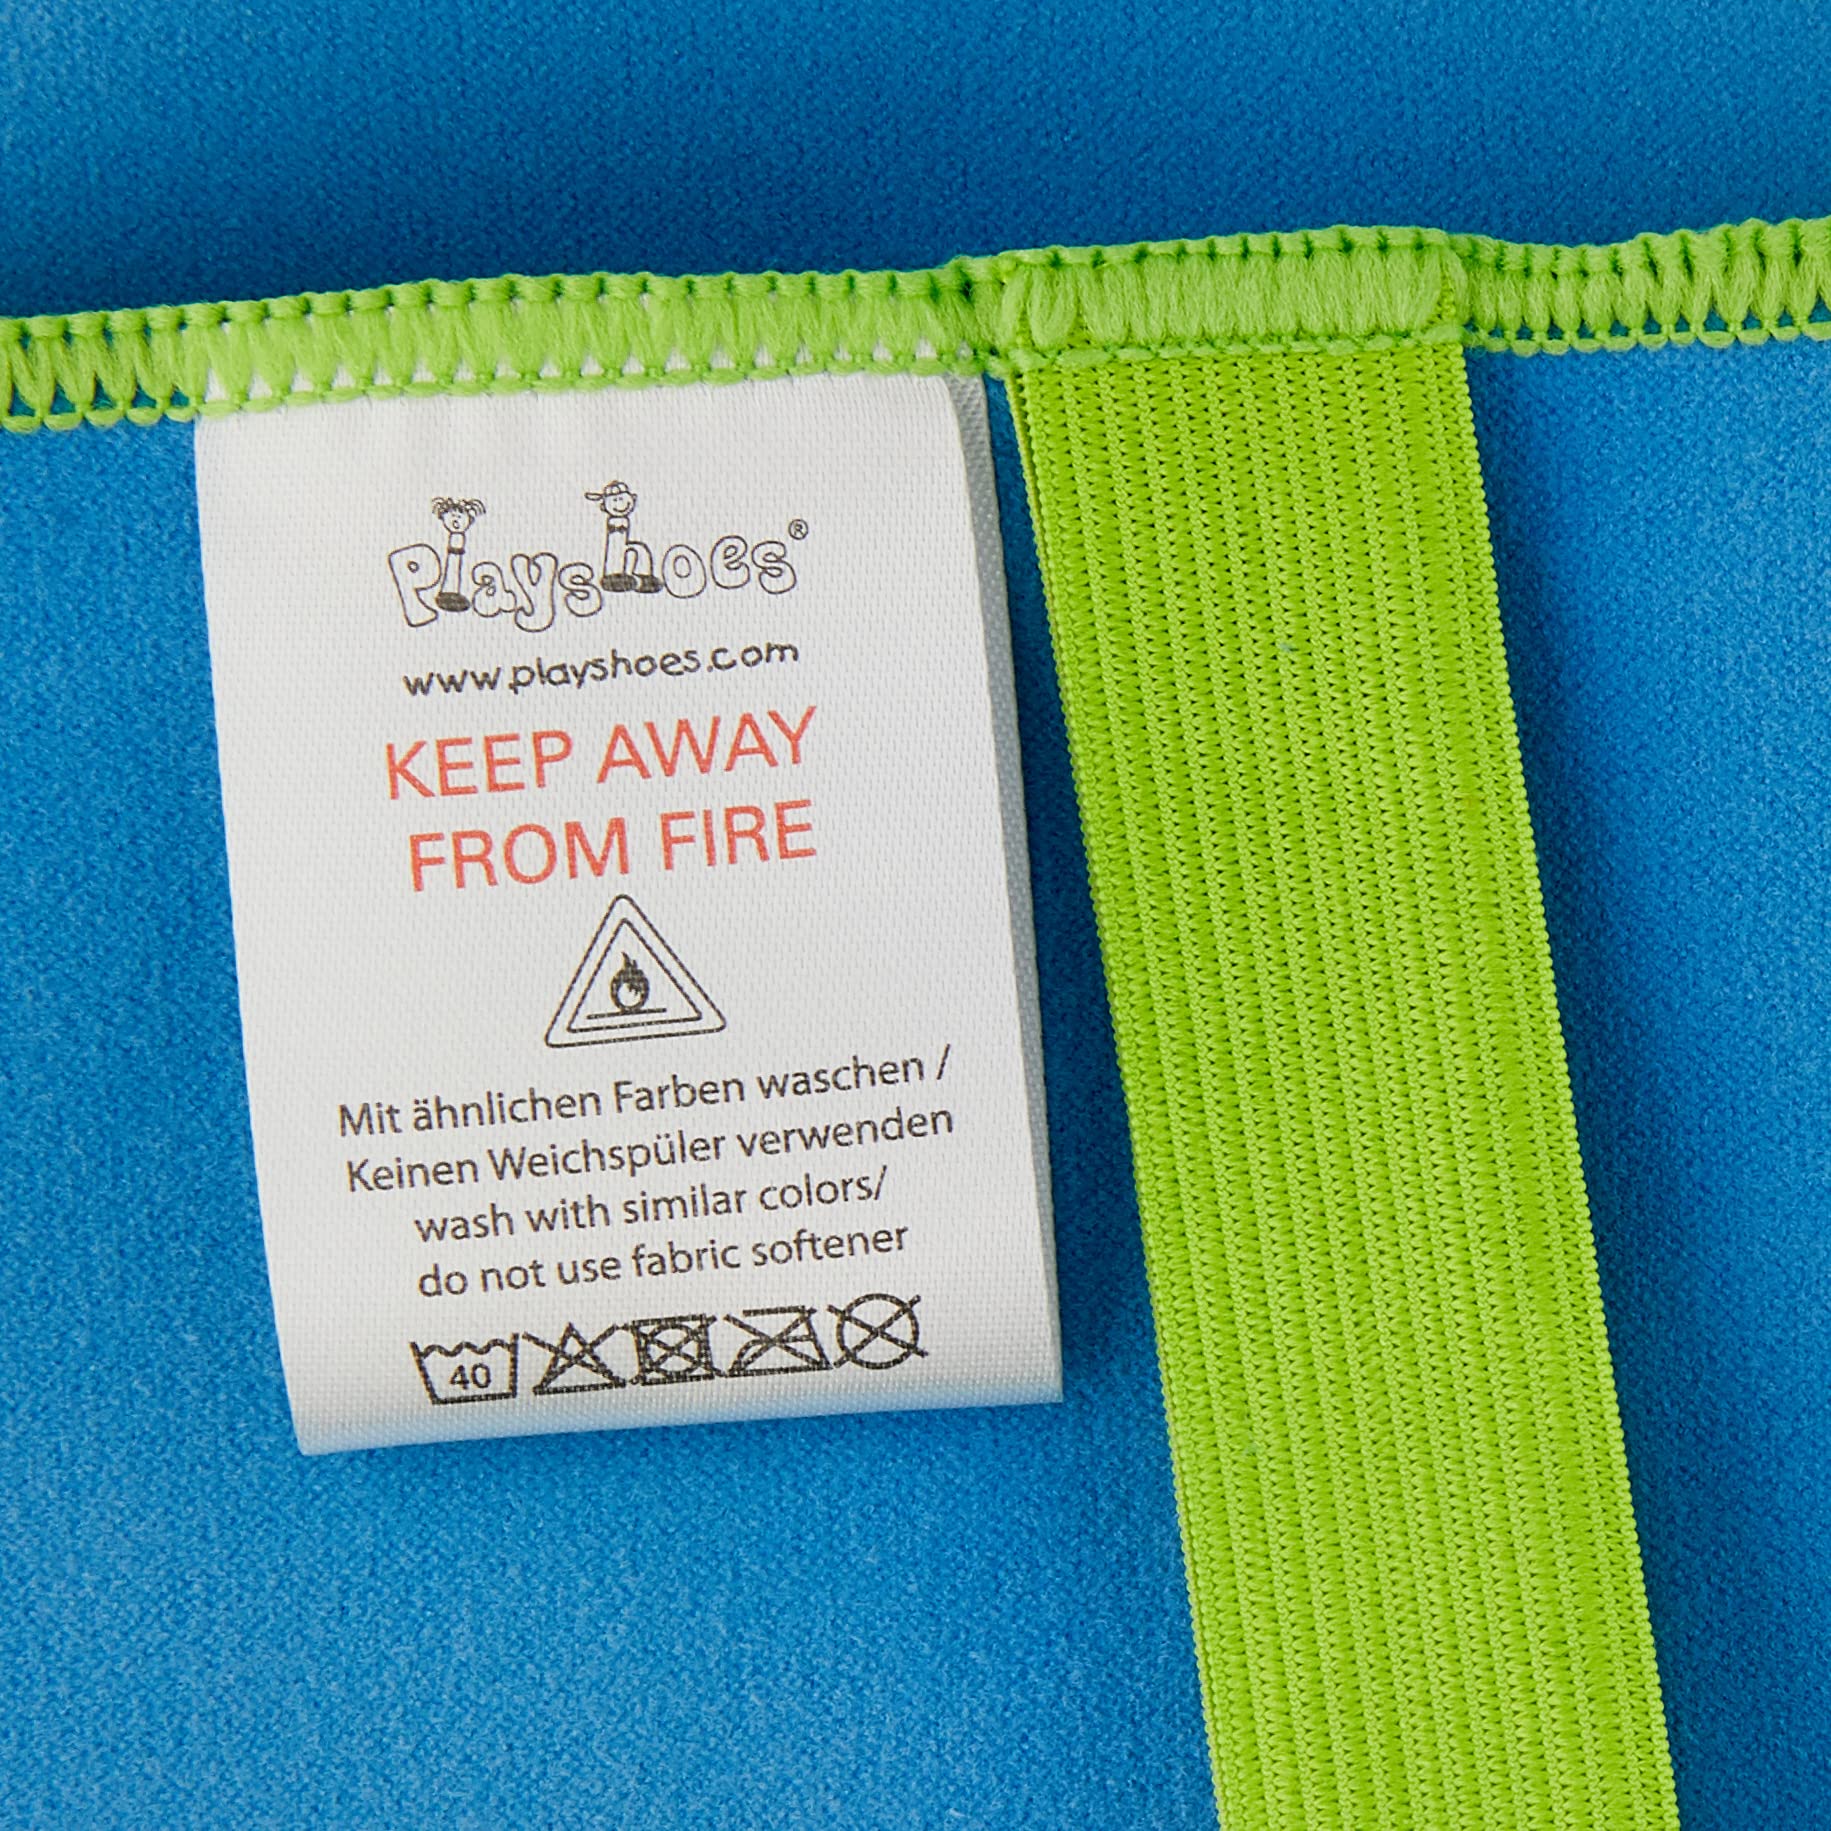 Playshoes®
www.playshoes.com
KEEP AWAY
FROM FIRE
Mit ähnlichen Farben waschen /
Keinen Weichspüler verwenden
wash with similar colors/
do not use fabric softener
40